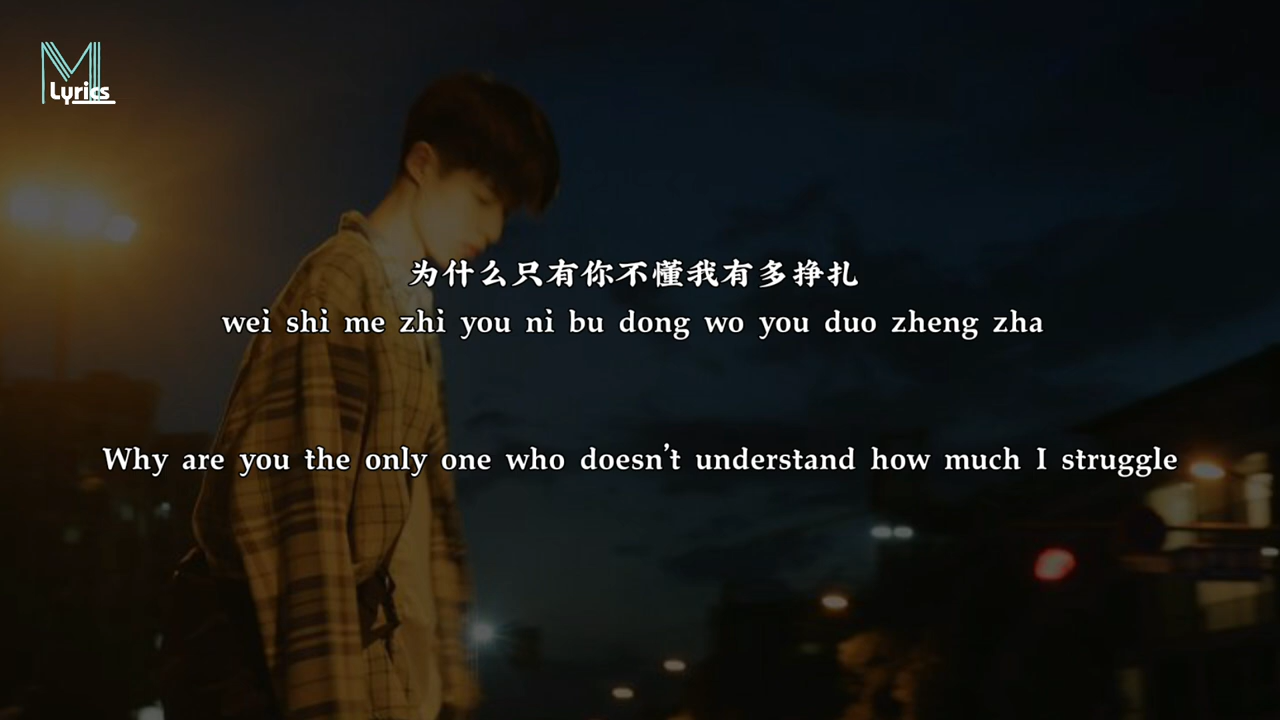 M
Lyrics
为什么只有你不懂我有多挣扎
wei shi me zhi you ni bu dong wo you duo zheng zha
Why are you the only one who doesn't understand how much I struggle